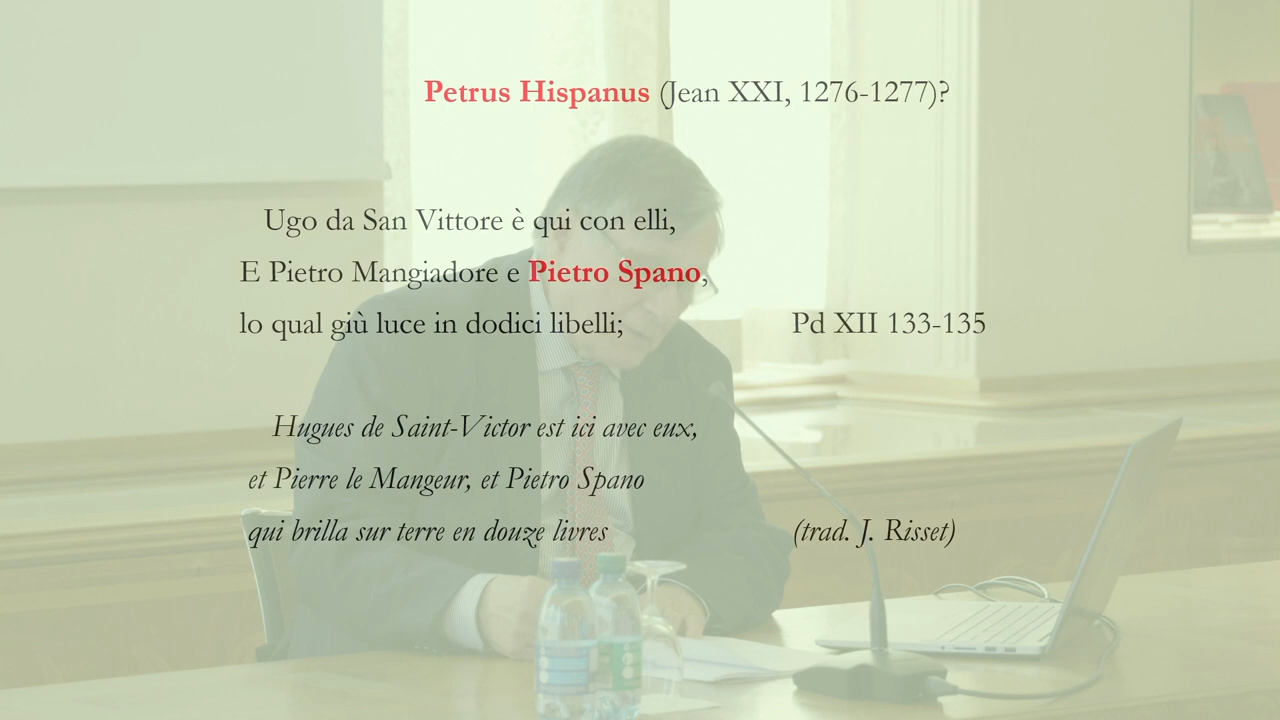 Petrus Hispanus (Jean XXI, 1276-1277)?
Ugo da San Vittore è qui con elli,
E Pietro Mangiadore e Pietro Spano,
lo qual giù luce in dodici libelli; Pd XII 133-135
Hugues de Saint-Victor est ici avec eux,
et Pierre le Mangeur, et Pietro Spano
qui brilla sur terre en douze livres (trad. J. Risset)